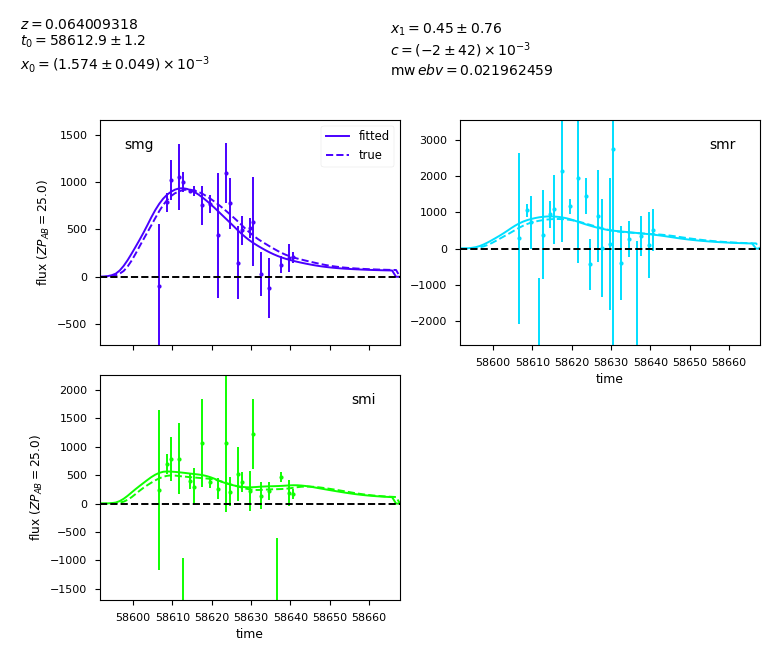 z = 0.064009318
t₀ = 58612.9 ± 1.2
x₀ = (1.574 ± 0.049) × 10⁻³
x₁ = 0.45 ± 0.76
c = (−2 ± 42) × 10⁻³
mw ebv = 0.021962459
smg
fitted
true
1500
1000
500
0
−500
flux (ZP_AB = 25.0)
smr
3000
2000
1000
0
−1000
−2000
58600 58610 58620 58630 58640 58650 58660
time
smi
2000
1500
1000
500
0
−500
−1000
−1500
flux (ZP_AB = 25.0)
58600 58610 58620 58630 58640 58650 58660
time